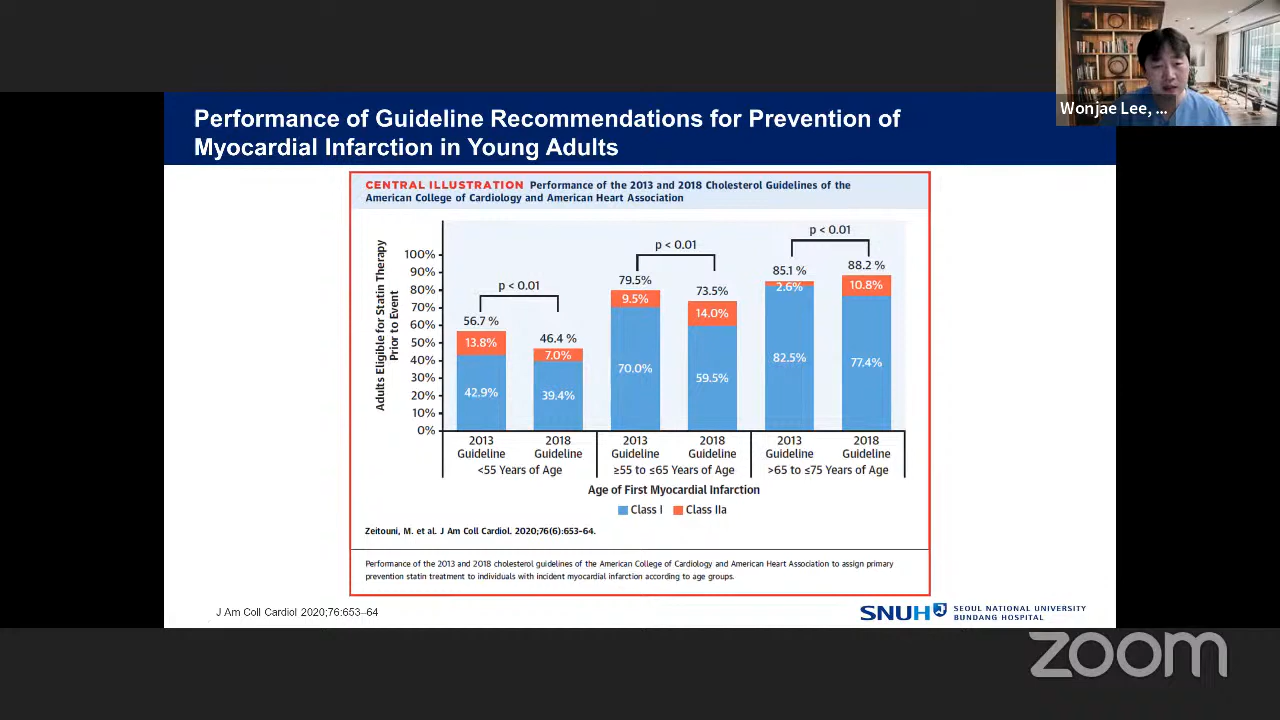 Wonjae Lee, ...
Performance of Guideline Recommendations for Prevention of
Myocardial Infarction in Young Adults
CENTRAL ILLUSTRATION Performance of the 2013 and 2018 Cholesterol Guidelines of the
American College of Cardiology and American Heart Association
Adults Eligible for Statin Therapy
Prior to Event
100%
90%
80%
70%
60%
50%
40%
30%
20%
10%
0%
p < 0.01
56.7 %
13.8%
42.9%
46.4 %
7.0%
39.4%
p < 0.01
79.5%
9.5%
70.0%
73.5%
14.0%
59.5%
p < 0.01
85.1 %
2.6%
82.5%
88.2 %
10.8%
77.4%
2013 Guideline
2018 Guideline
<55 Years of Age
2013 Guideline
2018 Guideline
≥55 to ≤65 Years of Age
2013 Guideline
2018 Guideline
>65 to ≤75 Years of Age
Age of First Myocardial Infarction
Class I Class IIa
Zeitouni, M. et al. J Am Coll Cardiol. 2020;76(6):653-64.
Performance of the 2013 and 2018 cholesterol guidelines of the American College of Cardiology and American Heart Association to assign primary
prevention statin treatment to individuals with incident myocardial infarction according to age groups.
J Am Coll Cardiol 2020;76:653–64
SNUH SEOUL NATIONAL UNIVERSITY
BUNDANG HOSPITAL
zoom